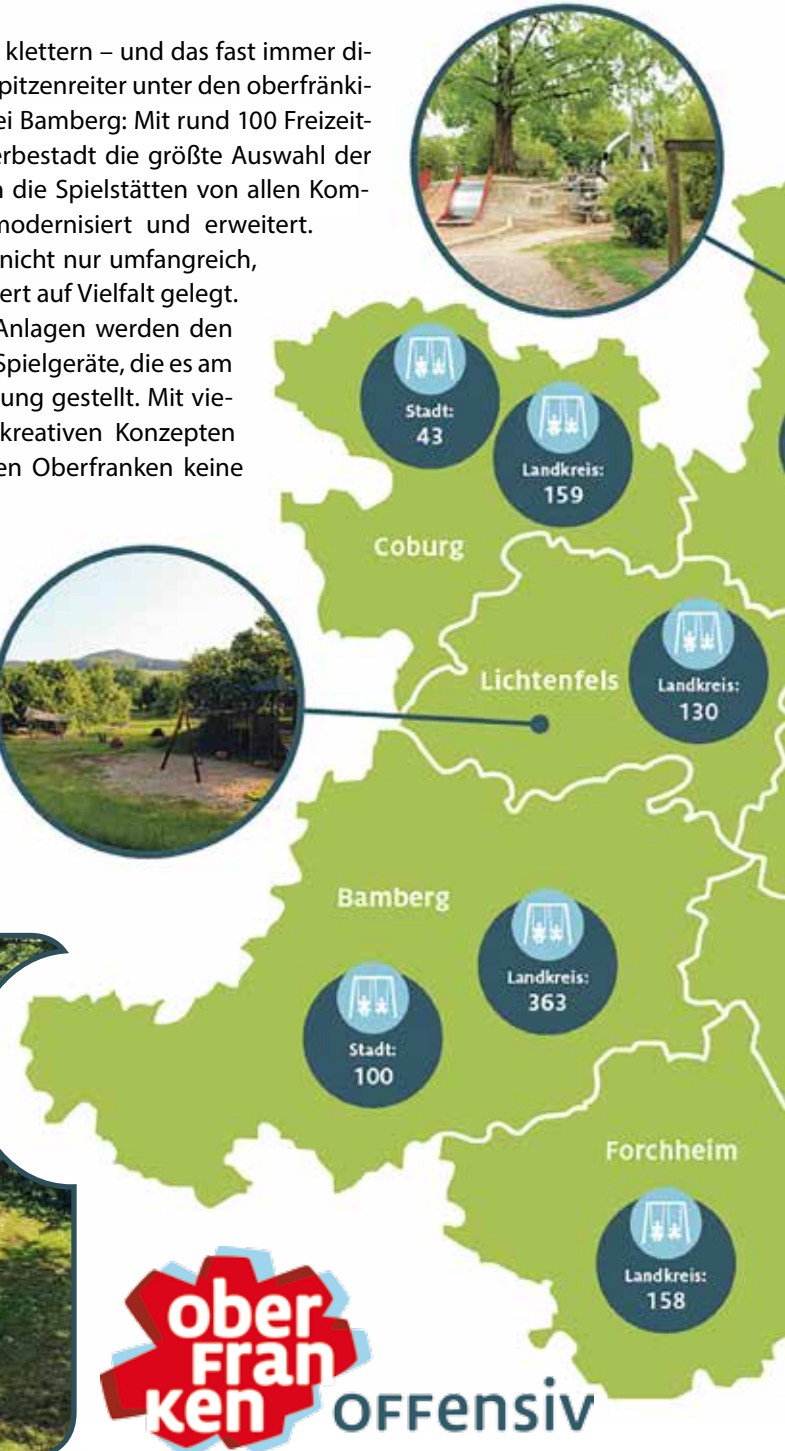 klettern – und das fast immer di-
pitzenreiter unter den oberfränki-
ei Bamberg: Mit rund 100 Freizeit-
erbestadt die größte Auswahl der
die Spielstätten von allen Kom-
modernisiert und erweitert.
nicht nur umfangreich,
ert auf Vielfalt gelegt.
Anlagen werden den
Spielgeräte, die es am
ung gestellt. Mit vie-
kreativen Konzepten
en Oberfranken keine
Stadt:
43
Landkreis:
159
Coburg
Lichtenfels
Landkreis:
130
Bamberg
Landkreis:
363
Stadt:
100
Forchheim
Landkreis:
158
ober
Fran
Ken
OFFensiv